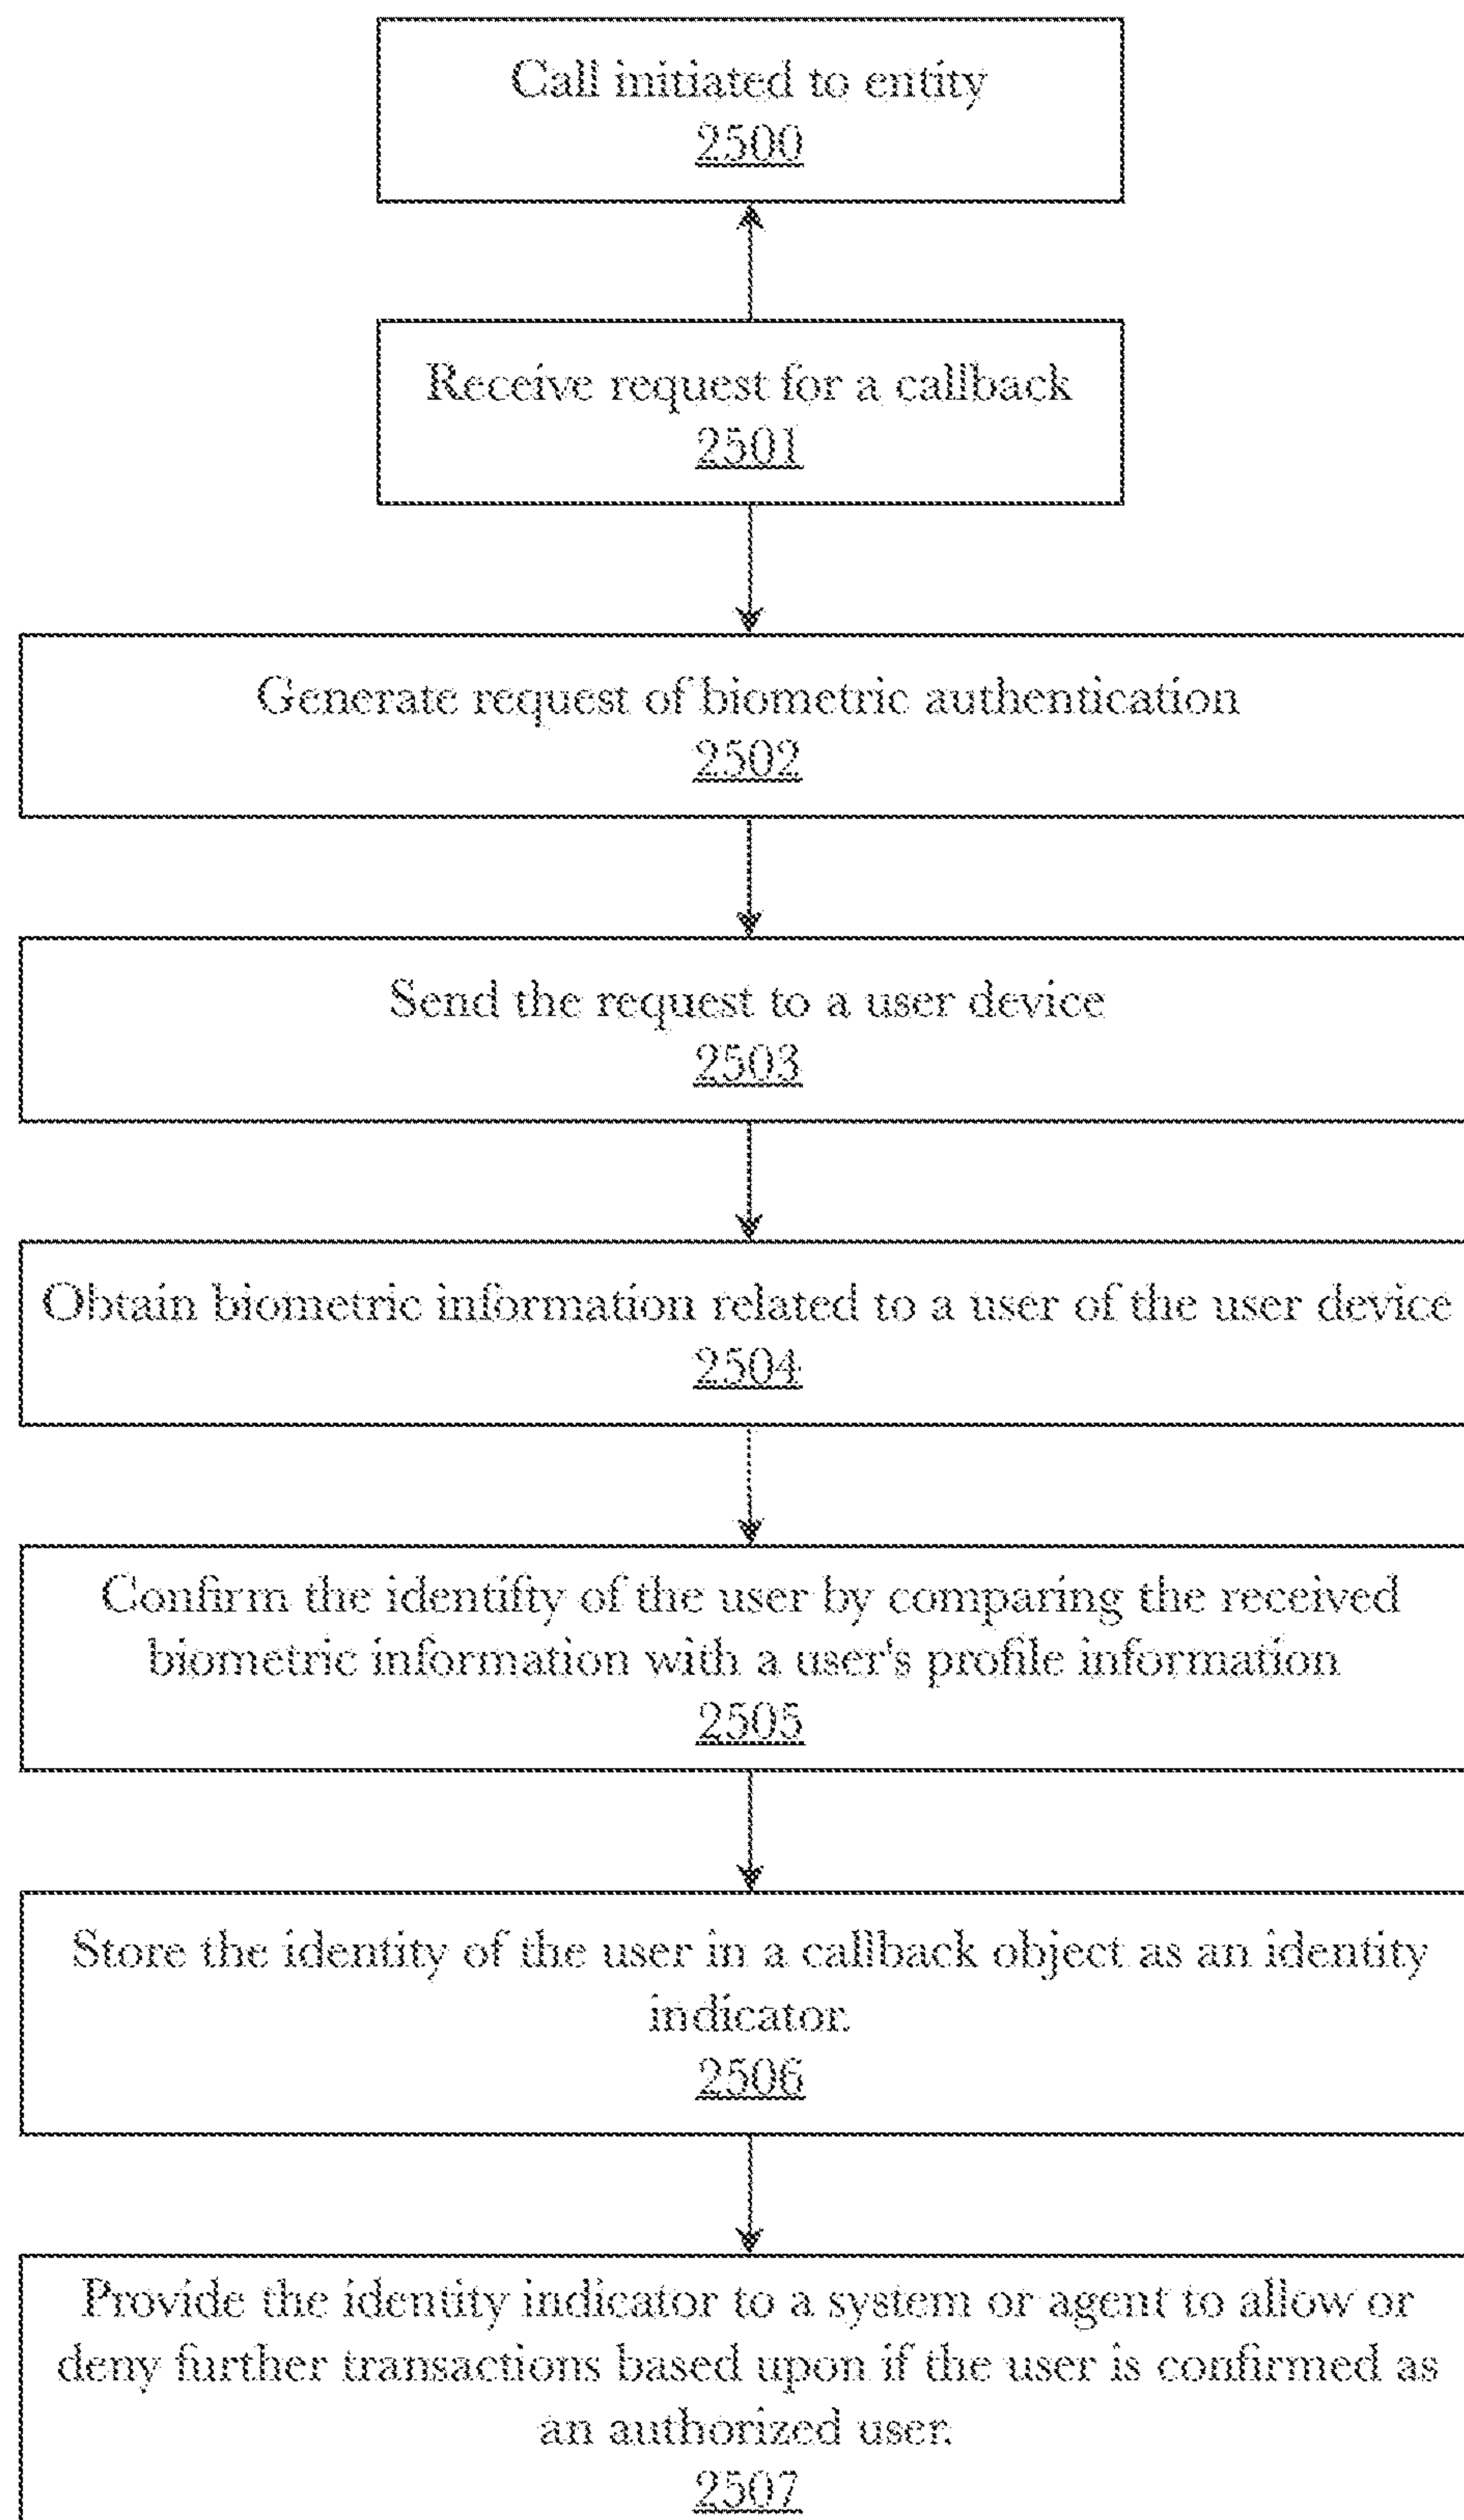 Call initiated to entity
2500
Receive request for a callback
2501
Generate request of biometric authentication
2502
Send the request to a user device
2503
Obtain biometric information related to a user of the user device
2504
Confirm the identifty of the user by comparing the received
biometric information with a user's profile information
2505
Store the identity of the user in a callback object as an identity
indicator.
2506
Provide the identity indicator to a system or agent to allow or
deny further transactions based upon if the user is confirmed as
an authorized user.
2507